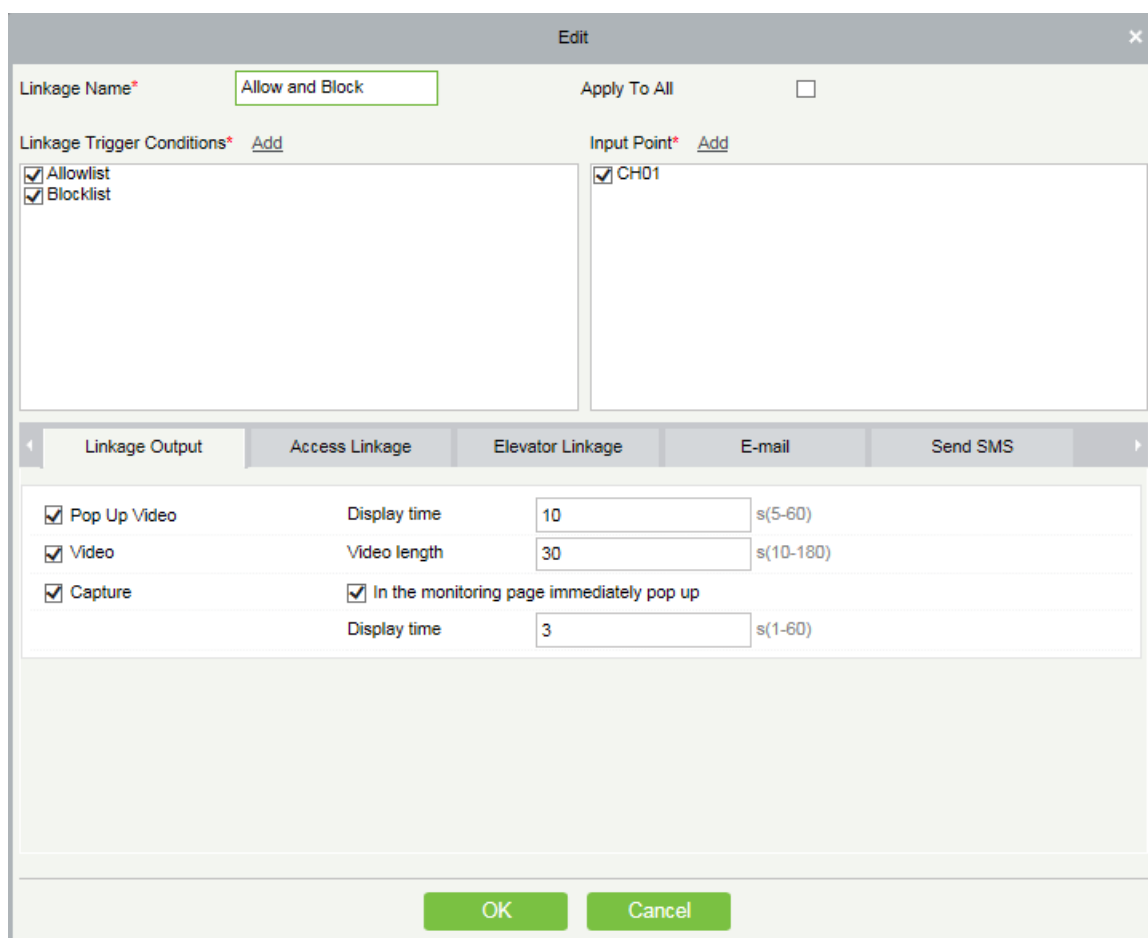 Edit
Linkage Name* Allow and Block Apply To All
Linkage Trigger Conditions* Add Input Point* Add
Allowlist CH01
Blocklist
Linkage Output Access Linkage Elevator Linkage E-mail Send SMS
Pop Up Video Display time 10 s(5-60)
Video Video length 30 s(10-180)
Capture In the monitoring page immediately pop up
Display time 3 s(1-60)
OK Cancel